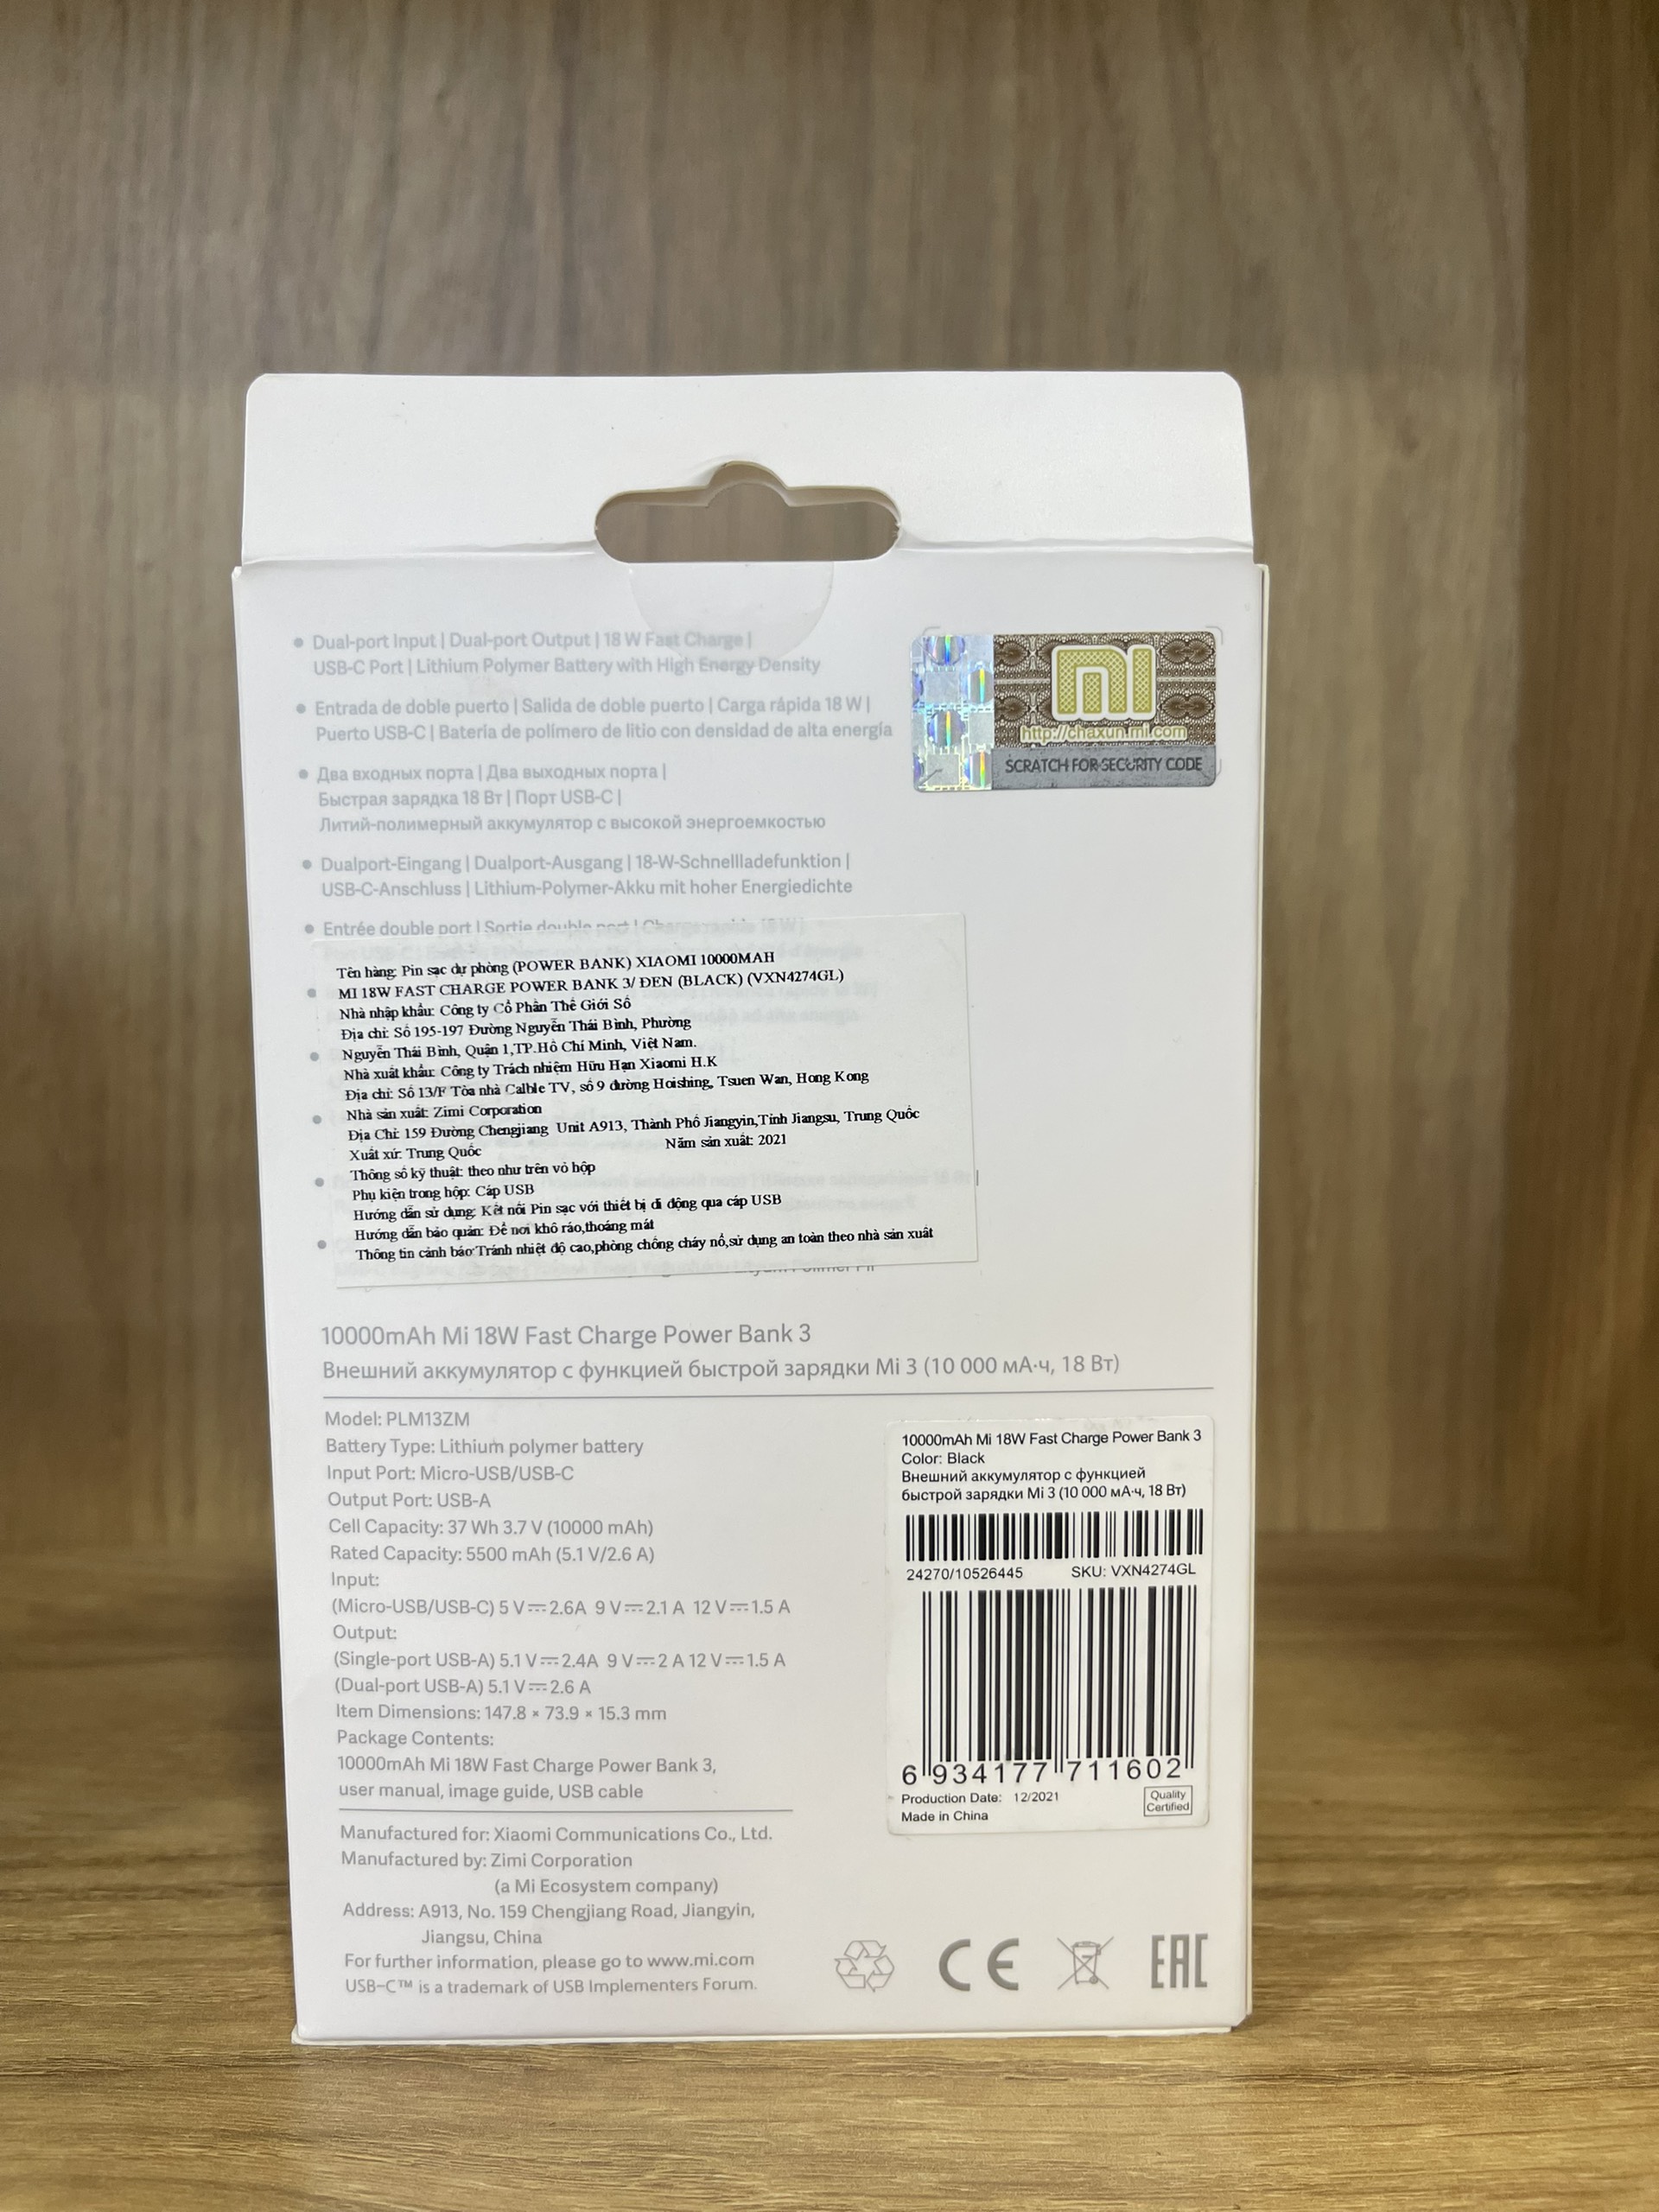 • Dual-port Input | Dual-port Output | 18 W Fast Charge |
USB-C Port | Lithium Polymer Battery with High Energy Density
• Entrada de doble puerto | Salida de doble puerto | Carga rápida 18 W |
Puerto USB-C | Batería de polímero de litio con densidad de alta energía
• Два входных порта | Два выходных порта |
Быстрая зарядка 18 Вт | Порт USB-C |
Литий-полимерный аккумулятор с высокой энергоемкостью
• Dualport-Eingang | Dualport-Ausgang | 18-W-Schnellladefunktion |
USB-C-Anschluss | Lithium-Polymer-Akku mit hoher Energiedichte
• Entrée double port | Sortie double port |
mi
http://chaxun.mi.com
SCRATCH FOR SECURITY CODE
Tên hàng: Pin sạc dự phòng (POWER BANK) XIAOMI 10000MAH
MI 18W FAST CHARGE POWER BANK 3/ ĐEN (BLACK) (VXN4274GL)
Nhà nhập khẩu: Công ty Cổ Phần Thế Giới Số
Địa chỉ: Số 195-197 Đường Nguyễn Thái Bình, Phường
Nguyễn Thái Bình, Quận 1,TP.Hồ Chí Minh, Việt Nam.
Nhà xuất khẩu: Công ty Trách nhiệm Hữu Hạn Xiaomi H.K
Địa chỉ: Số 13/F Tòa nhà Calble TV, số 9 đường Hoishing, Tsuen Wan, Hong Kong
Nhà sản xuất: Zimi Corporation
Địa Chỉ: 159 Đường Chengjiang Unit A913, Thành Phố Jiangyin,Tỉnh Jiangsu, Trung Quốc
Xuất xứ: Trung Quốc Năm sản xuất: 2021
Thông số kỹ thuật: theo như trên vỏ hộp
Phụ kiện trong hộp: Cáp USB
Hướng dẫn sử dụng: Kết nối Pin sạc với thiết bị di động qua cáp USB
Hướng dẫn bảo quản: Để nơi khô ráo,thoáng mát
Thông tin cảnh báo:Tránh nhiệt độ cao,phòng chống cháy nổ,sử dụng an toàn theo nhà sản xuất
10000mAh Mi 18W Fast Charge Power Bank 3
Внешний аккумулятор с функцией быстрой зарядки Mi 3 (10 000 мА·ч, 18 Вт)
Model: PLM13ZM
Battery Type: Lithium polymer battery
Input Port: Micro-USB/USB-C
Output Port: USB-A
Cell Capacity: 37 Wh 3.7 V (10000 mAh)
Rated Capacity: 5500 mAh (5.1 V/2.6 A)
Input:
(Micro-USB/USB-C) 5 V⎓2.6A 9 V⎓2.1 A 12 V⎓1.5 A
Output:
(Single-port USB-A) 5.1 V⎓2.4A 9 V⎓2 A 12 V⎓1.5 A
(Dual-port USB-A) 5.1 V⎓2.6 A
Item Dimensions: 147.8 × 73.9 × 15.3 mm
Package Contents:
10000mAh Mi 18W Fast Charge Power Bank 3,
user manual, image guide, USB cable
Manufactured for: Xiaomi Communications Co., Ltd.
Manufactured by: Zimi Corporation
(a Mi Ecosystem company)
Address: A913, No. 159 Chengjiang Road, Jiangyin,
Jiangsu, China
For further information, please go to www.mi.com
USB-C™ is a trademark of USB Implementers Forum.
10000mAh Mi 18W Fast Charge Power Bank 3
Color: Black
Внешний аккумулятор с функцией
быстрой зарядки Mi 3 (10 000 мА·ч, 18 Вт)
24270/10526445 SKU: VXN4274GL
6 934177 711602
Production Date: 12/2021
Made in China
Quality
Certified
CE
EAC